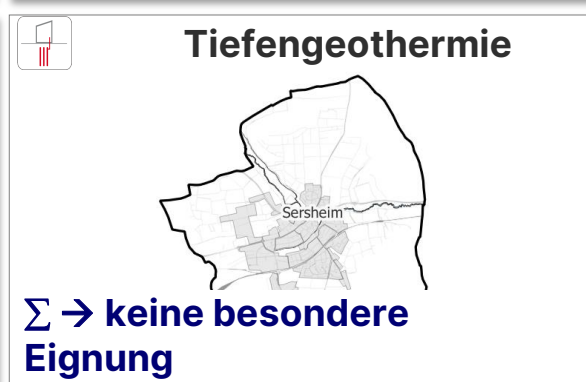 Tiefengeothermie
Sersheim
Σ → keine besondere
Eignung